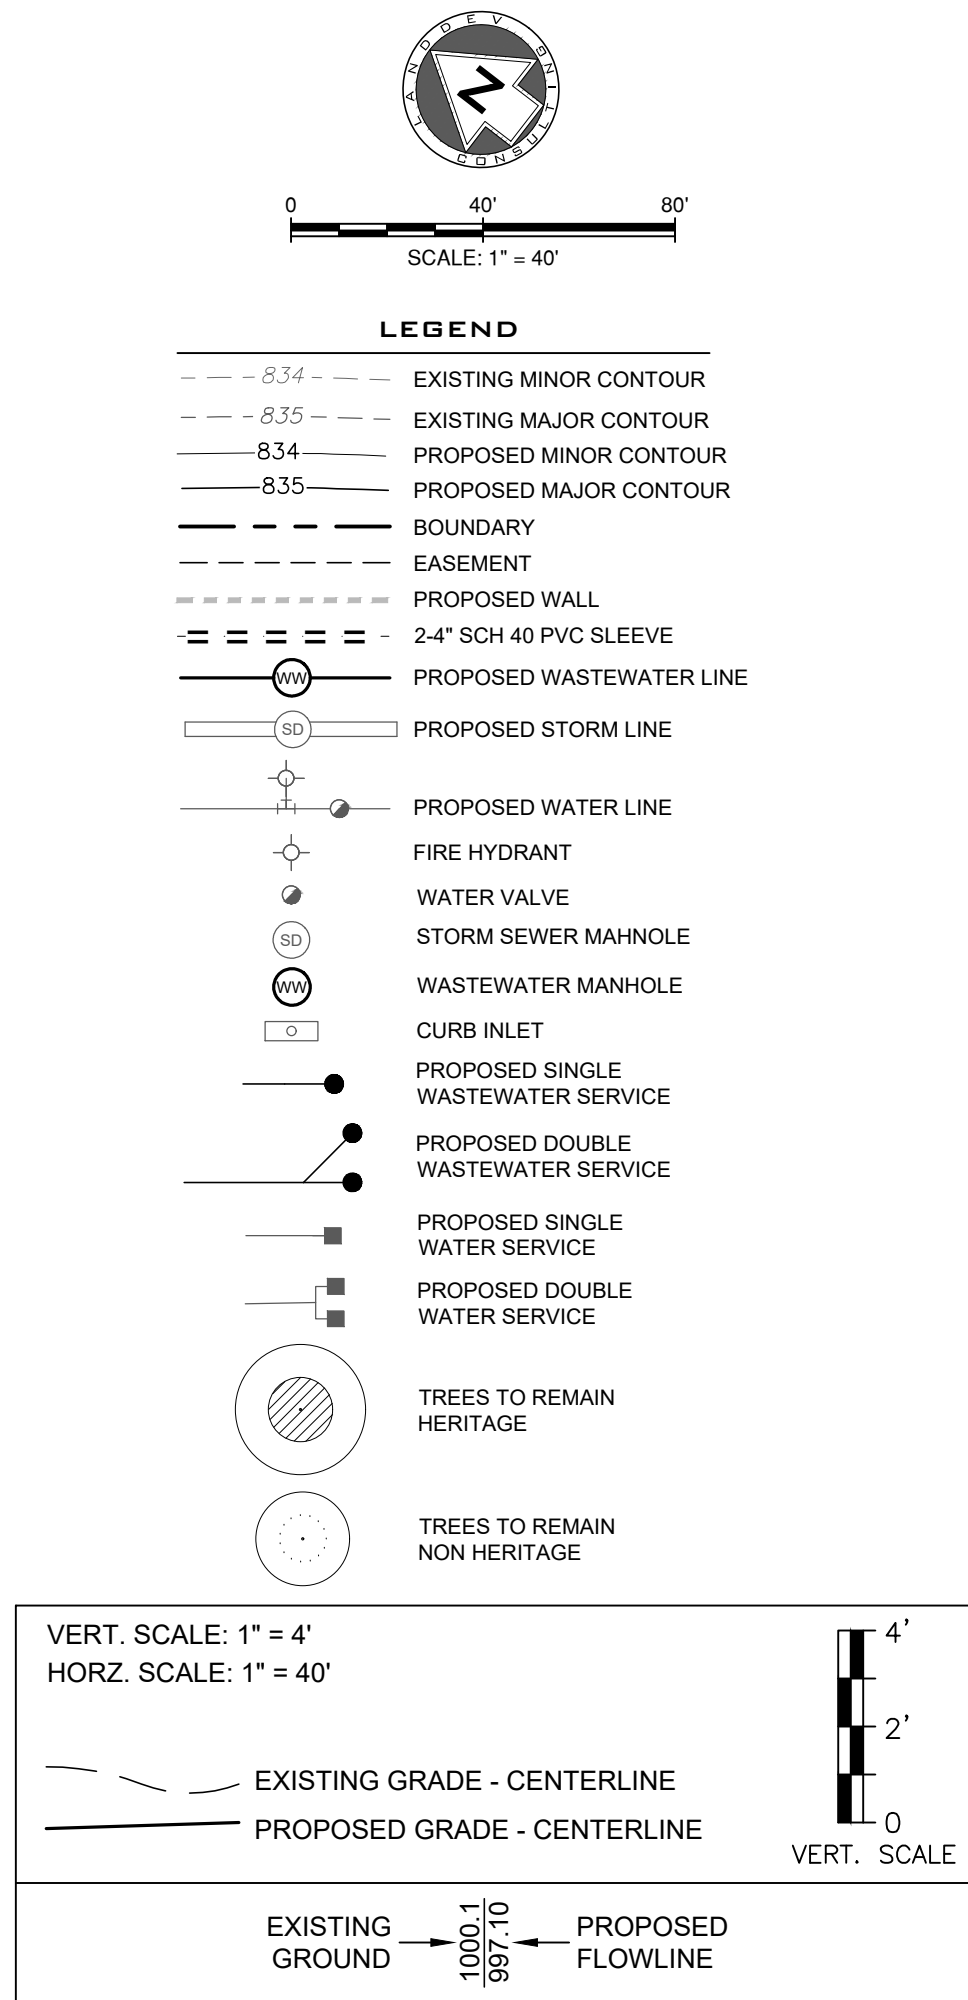 LANDDEV CONSULTING
N
0 40' 80'
SCALE: 1" = 40'
LEGEND
834 EXISTING MINOR CONTOUR
835 EXISTING MAJOR CONTOUR
834 PROPOSED MINOR CONTOUR
835 PROPOSED MAJOR CONTOUR
BOUNDARY
EASEMENT
PROPOSED WALL
2-4" SCH 40 PVC SLEEVE
WW PROPOSED WASTEWATER LINE
SD PROPOSED STORM LINE
PROPOSED WATER LINE
FIRE HYDRANT
WATER VALVE
SD STORM SEWER MAHNOLE
WW WASTEWATER MANHOLE
CURB INLET
PROPOSED SINGLE
WASTEWATER SERVICE
PROPOSED DOUBLE
WASTEWATER SERVICE
PROPOSED SINGLE
WATER SERVICE
PROPOSED DOUBLE
WATER SERVICE
TREES TO REMAIN
HERITAGE
TREES TO REMAIN
NON HERITAGE
VERT. SCALE: 1" = 4'
HORZ. SCALE: 1" = 40'
4'
2'
0
VERT. SCALE
EXISTING GRADE - CENTERLINE
PROPOSED GRADE - CENTERLINE
EXISTING
GROUND
1000.1
997.10
PROPOSED
FLOWLINE